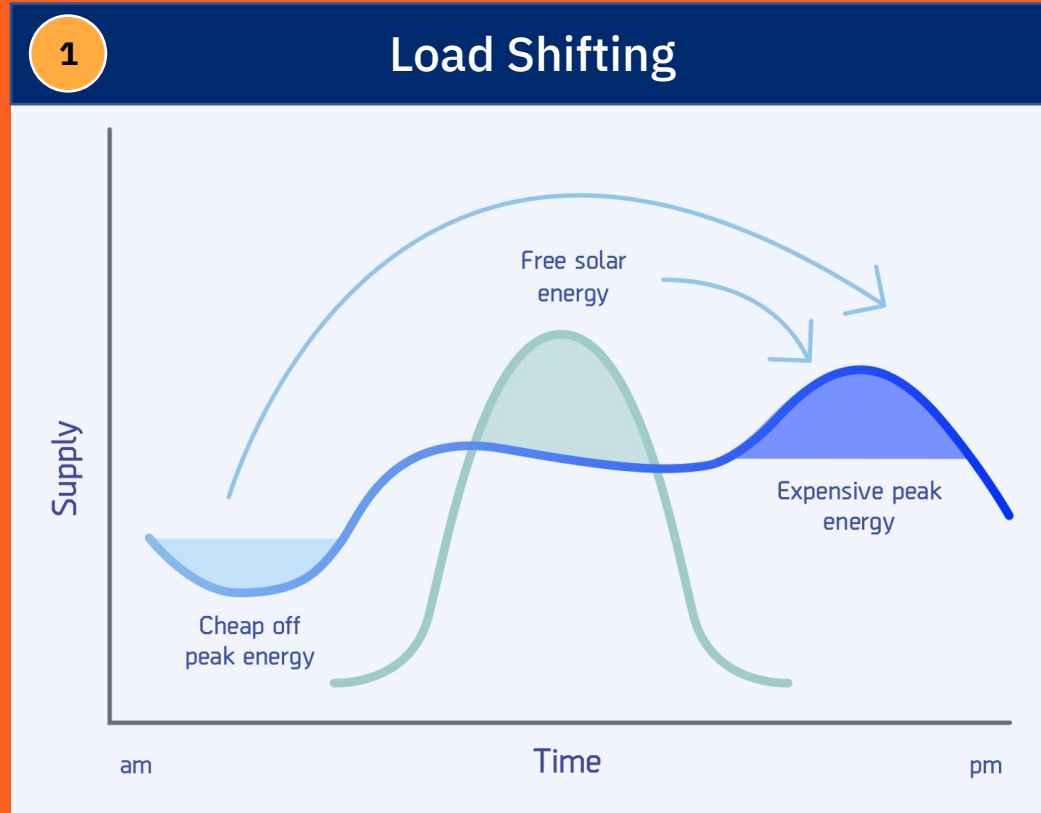 1
Load Shifting
Free solar
energy
Supply
Expensive peak
energy
Cheap off
peak energy
am
Time
pm